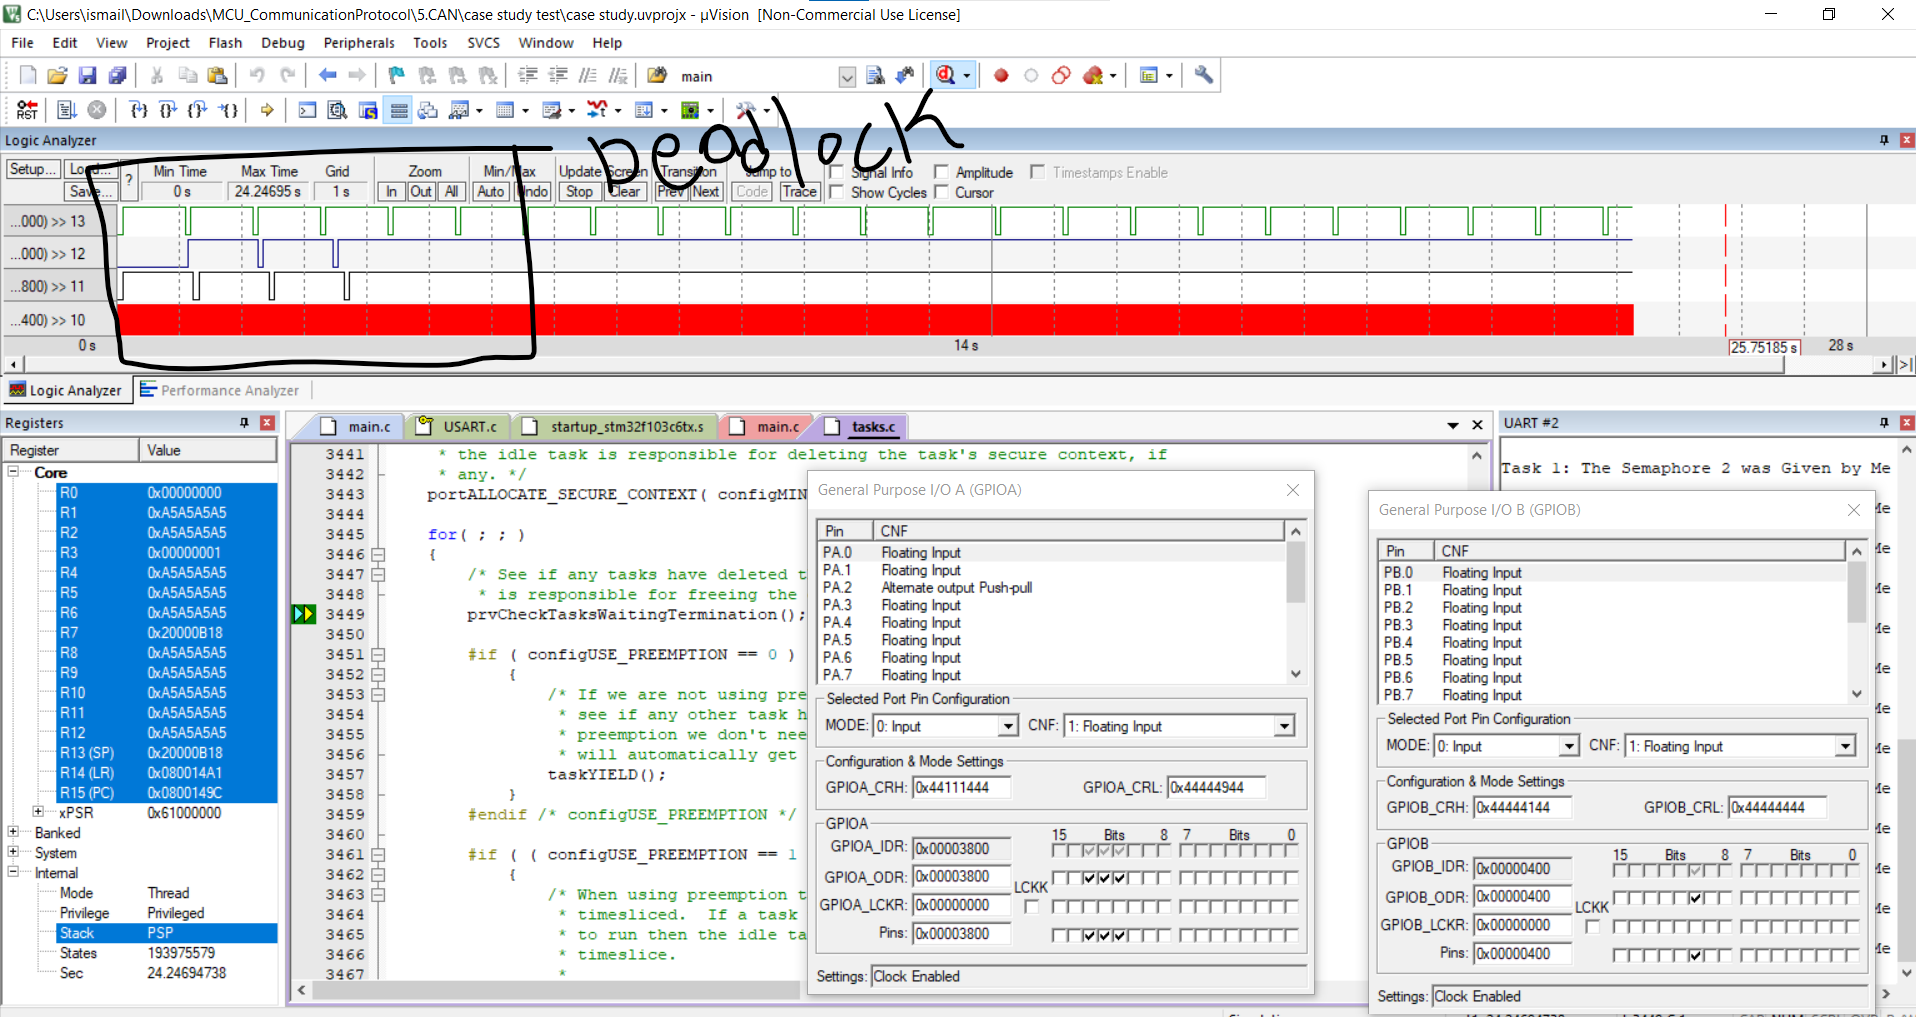 C:\Users\ismail\Downloads\MCU_CommunicationProtocol\5.CAN\case study test\case study.uvprojx - µVision [Non-Commercial Use License]
File Edit View Project Flash Debug Peripherals Tools SVCS Window Help
main
RST
Deadlock
Logic Analyzer
Setup... Load... Min Time Max Time Grid Zoom Min/Max Update Screen Transition Jump to Signal Info Amplitude Timestamps Enable
Save... ? 0 s 24.24695 s 1 s In Out All Auto Undo Stop Clear Prev Next Code Trace Show Cycles Cursor
...000) >> 13
...000) >> 12
...800) >> 11
...400) >> 10
0 s 14 s 25.75185 s 28 s
Logic Analyzer Performance Analyzer
Registers
Register Value
Core
R0 0x00000000
R1 0xA5A5A5A5
R2 0xA5A5A5A5
R3 0x00000001
R4 0xA5A5A5A5
R5 0xA5A5A5A5
R6 0xA5A5A5A5
R7 0x20000B18
R8 0xA5A5A5A5
R9 0xA5A5A5A5
R10 0xA5A5A5A5
R11 0xA5A5A5A5
R12 0xA5A5A5A5
R13 (SP) 0x20000B18
R14 (LR) 0x080014A1
R15 (PC) 0x0800149C
xPSR 0x61000000
Banked
System
Internal
Mode Thread
Privilege Privileged
Stack PSP
States 193975579
Sec 24.24694738
main.c USART.c startup_stm32f103c6tx.s main.c tasks.c
3441 * the idle task is responsible for deleting the task's secure context, if
3442 * any. */
3443 portALLOCATE_SECURE_CONTEXT( configMIN
3444
3445 for( ; ; )
3446 {
3447 /* See if any tasks have deleted t
3448 * is responsible for freeing the
3449 prvCheckTasksWaitingTermination();
3450
3451 #if ( configUSE_PREEMPTION == 0 )
3452 {
3453 /* If we are not using pre
3454 * see if any other task h
3455 * preemption we don't nee
3456 * will automatically get
3457 taskYIELD();
3458 }
3459 #endif /* configUSE_PREEMPTION */
3460
3461 #if ( ( configUSE_PREEMPTION == 1
3462 {
3463 /* When using preemption t
3464 * timesliced. If a task
3465 * to run then the idle ta
3466 * timeslice.
3467 *
General Purpose I/O A (GPIOA)
Pin CNF
PA.0 Floating Input
PA.1 Floating Input
PA.2 Alternate output Push-pull
PA.3 Floating Input
PA.4 Floating Input
PA.5 Floating Input
PA.6 Floating Input
PA.7 Floating Input
Selected Port Pin Configuration
MODE: 0: Input CNF: 1: Floating Input
Configuration & Mode Settings
GPIOA_CRH: 0x44111444 GPIOA_CRL: 0x44444944
GPIOA
15 Bits 8 7 Bits 0
GPIOA_IDR: 0x00003800
GPIOA_ODR: 0x00003800
LCKK
GPIOA_LCKR: 0x00000000
Pins: 0x00003800
Settings: Clock Enabled
UART #2
Task 1: The Semaphore 2 was Given by Me
Me
Me
Me
Me
Me
Me
Me
Me
Me
Me
Me
Me
General Purpose I/O B (GPIOB)
Pin CNF
PB.0 Floating Input
PB.1 Floating Input
PB.2 Floating Input
PB.3 Floating Input
PB.4 Floating Input
PB.5 Floating Input
PB.6 Floating Input
PB.7 Floating Input
Selected Port Pin Configuration
MODE: 0: Input CNF: 1: Floating Input
Configuration & Mode Settings
GPIOB_CRH: 0x44444144 GPIOB_CRL: 0x44444444
GPIOB
15 Bits 8 7 Bits 0
GPIOB_IDR: 0x00000400
GPIOB_ODR: 0x00000400
LCKK
GPIOB_LCKR: 0x00000000
Pins: 0x00000400
Settings: Clock Enabled